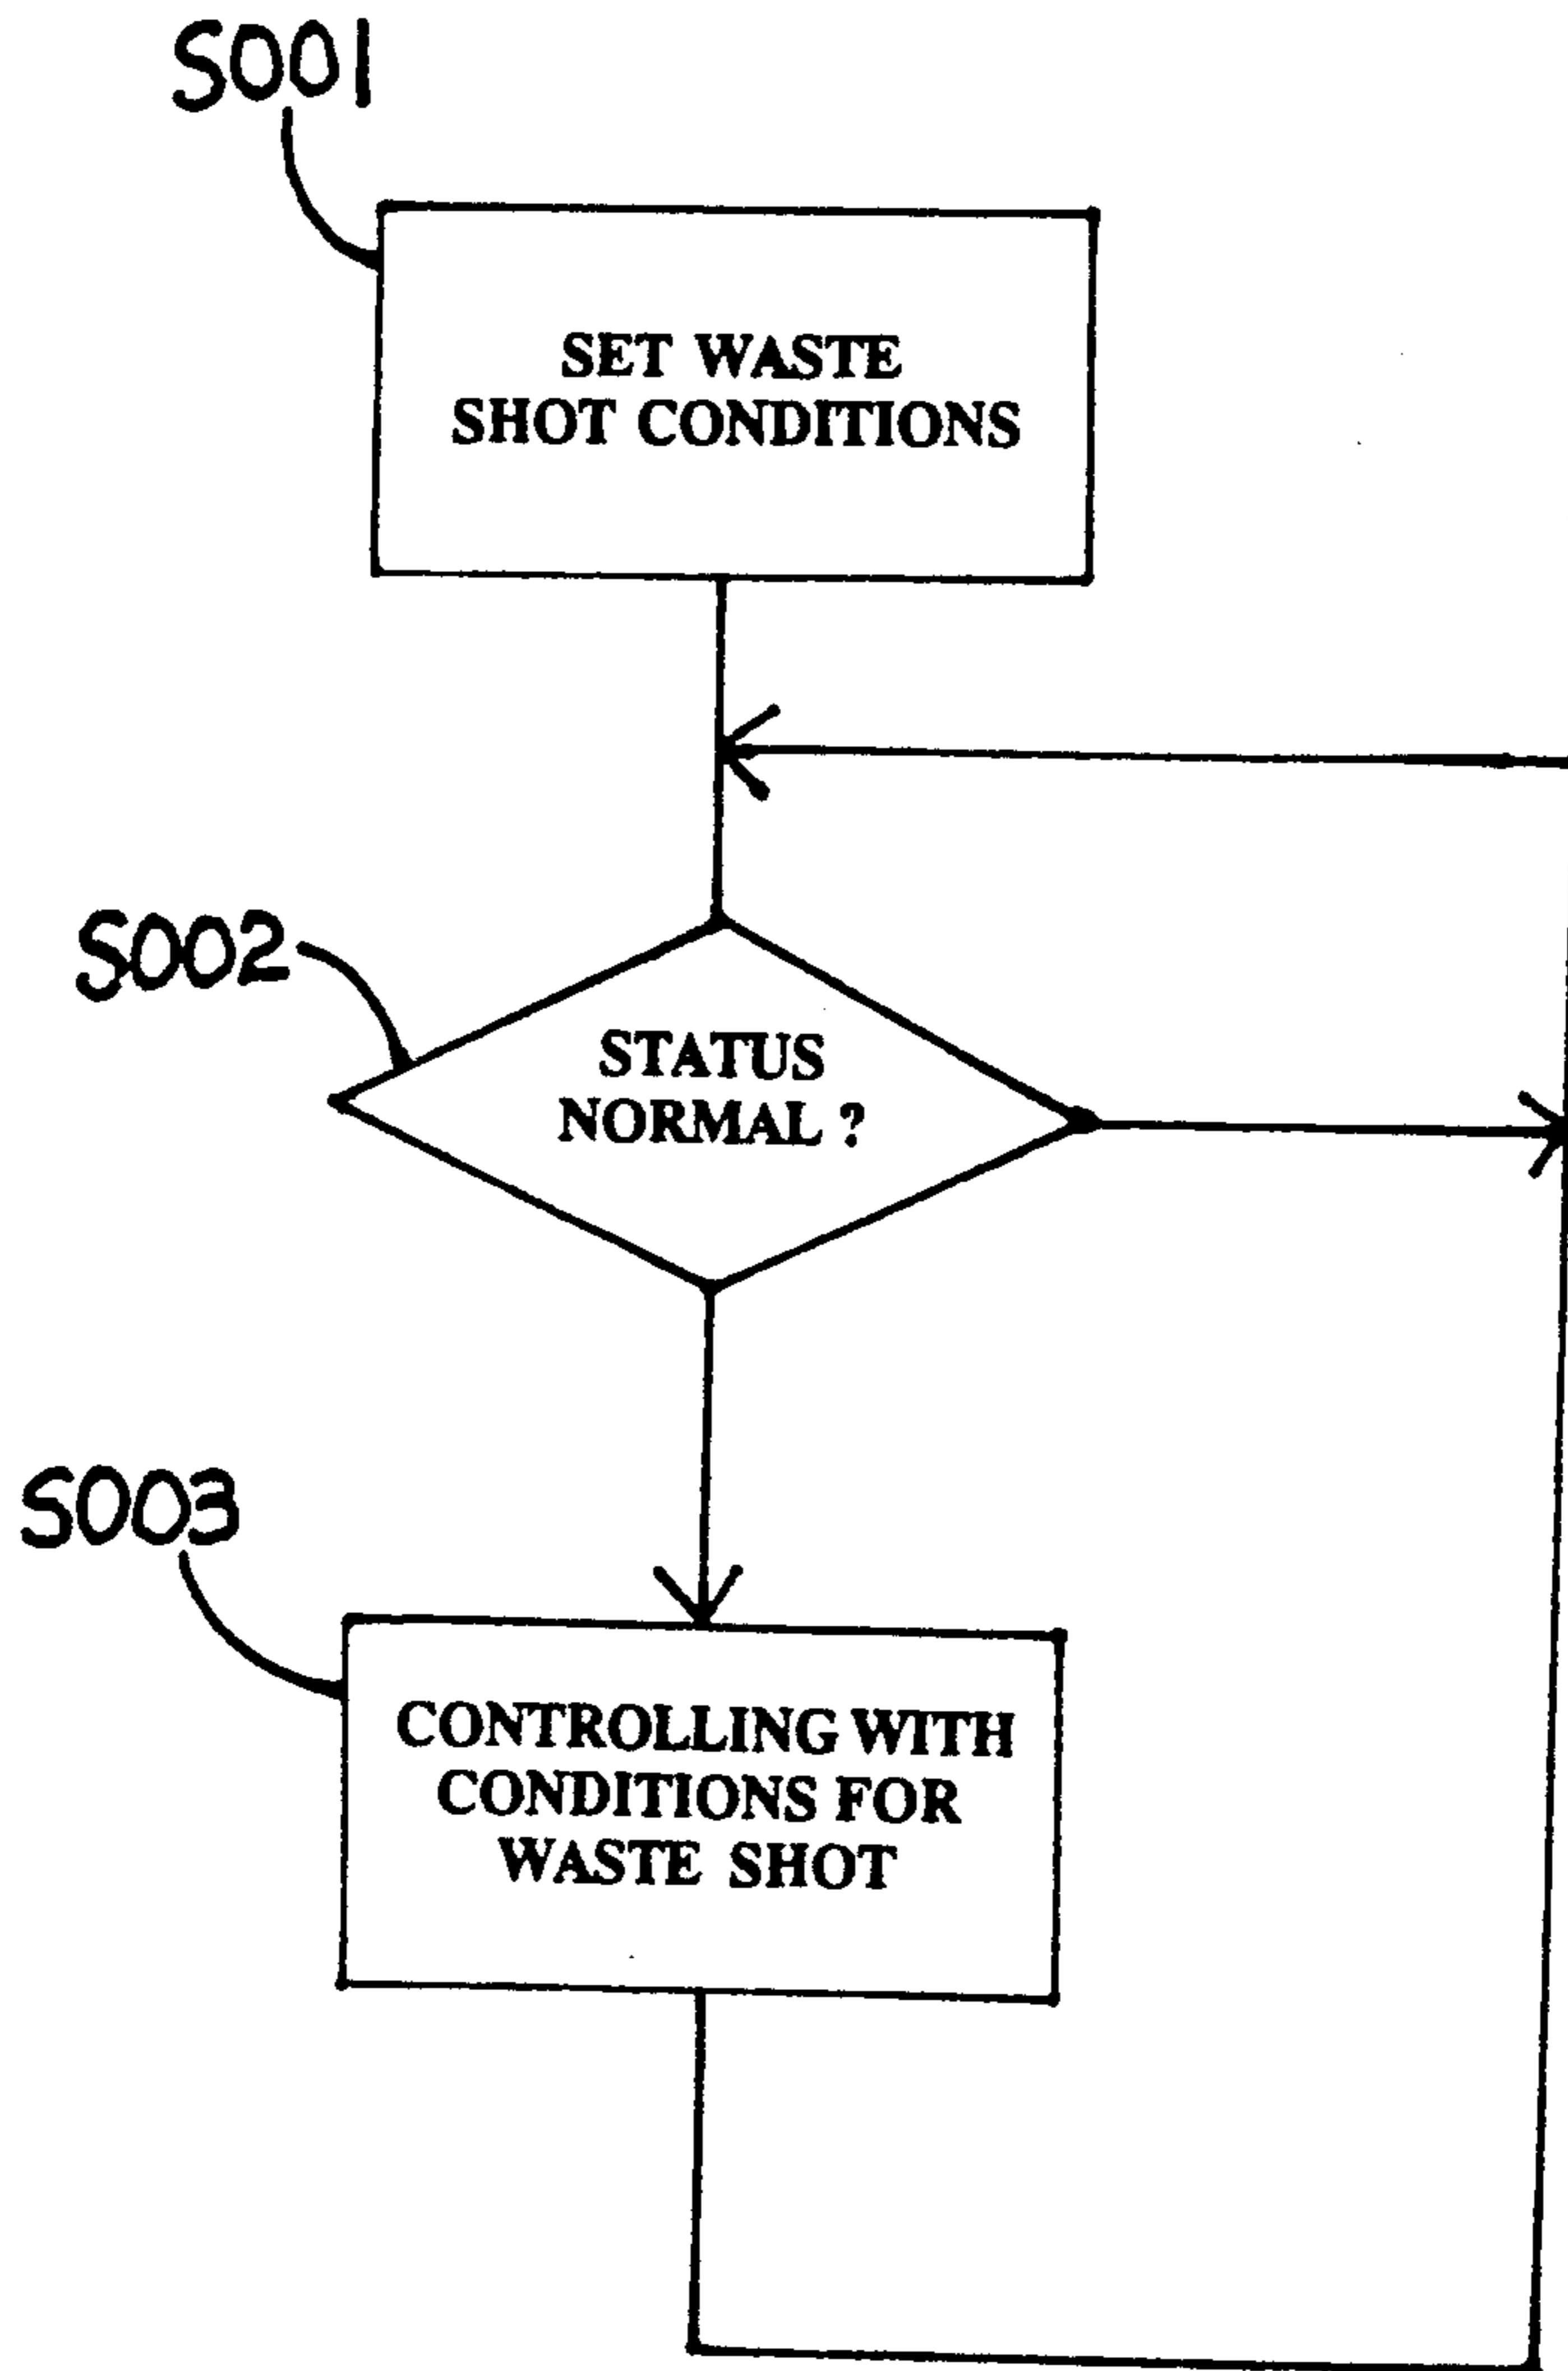 S001
SET WASTE
SHOT CONDITIONS
S002
STATUS
NORMAL ?
S003
CONTROLLING WITH
CONDITIONS FOR
WASTE SHOT